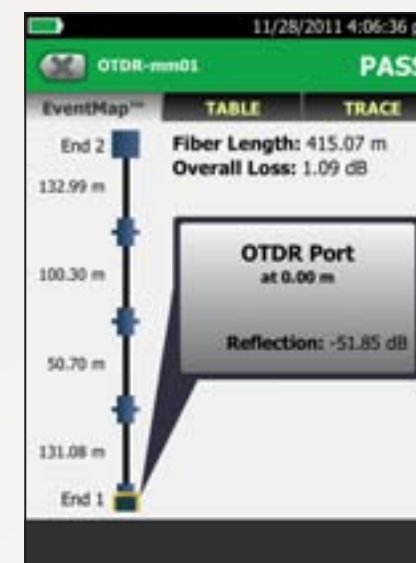 11/28/2011 4:06:36 p
OTDR-mm01
PASS
EventMap™
TABLE
TRACE
End 2
Fiber Length: 415.07 m
Overall Loss: 1.09 dB
132.99 m
OTDR Port
at 0.00 m
100.30 m
Reflection: -51.85 dB
50.70 m
131.08 m
End 1